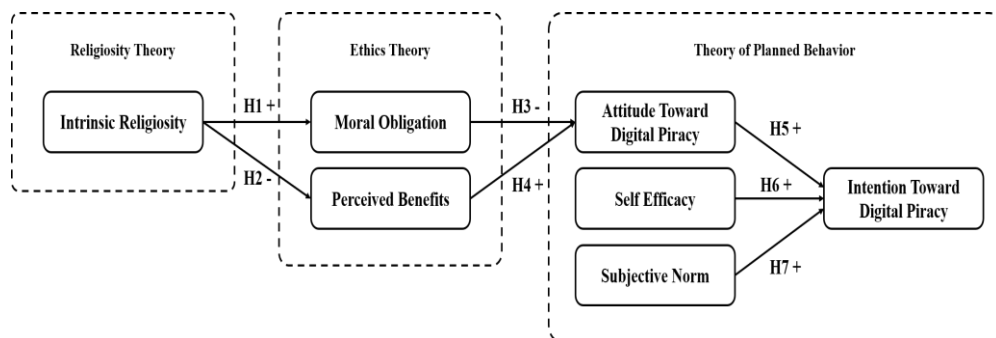 Religiosity Theory
Ethics Theory
Theory of Planned Behavior
Intrinsic Religiosity
H1 +
H2 -
Moral Obligation
Perceived Benefits
H3 -
H4 +
Attitude Toward
Digital Piracy
Self Efficacy
Subjective Norm
H5 +
H6 +
H7 +
Intention Toward
Digital Piracy